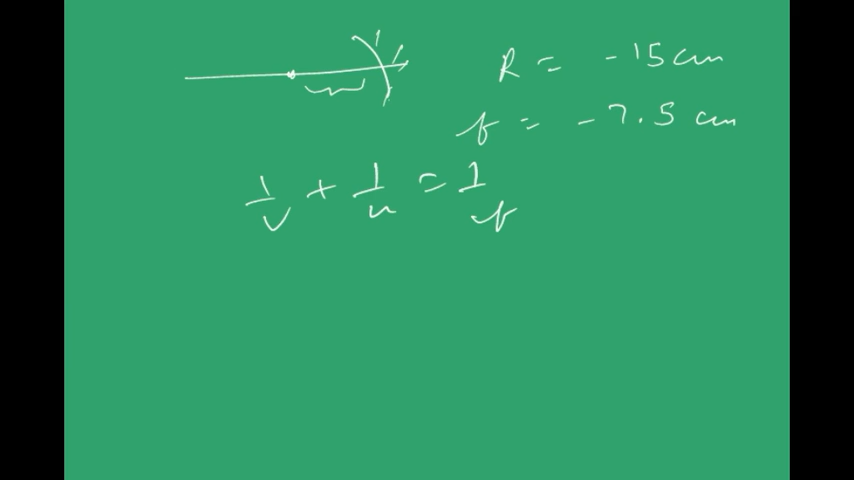 R = -15 cm
f = -7.5 cm
1/v + 1/u = 1/f